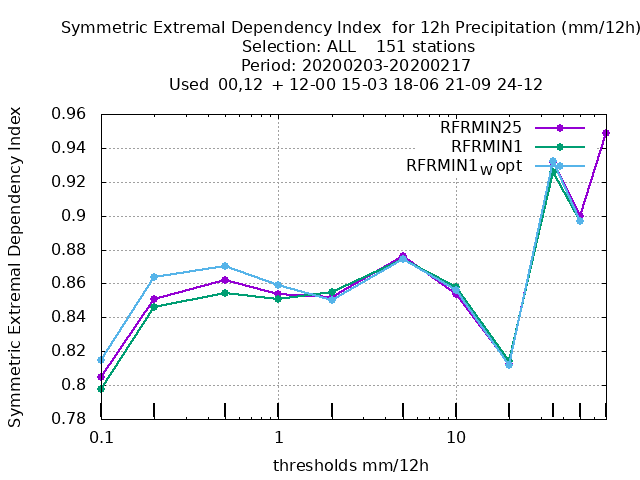 Symmetric Extremal Dependency Index  for 12h Precipitation (mm/12h)
Selection: ALL    151 stations
Period: 20200203-20200217
Used  00,12  + 12-00 15-03 18-06 21-09 24-12
Symmetric Extremal Dependency Index
0.96
0.94
0.92
0.9
0.88
0.86
0.84
0.82
0.8
0.78
RFRMIN25
RFRMIN1
RFRMIN1W opt
0.1
1
10
thresholds mm/12h